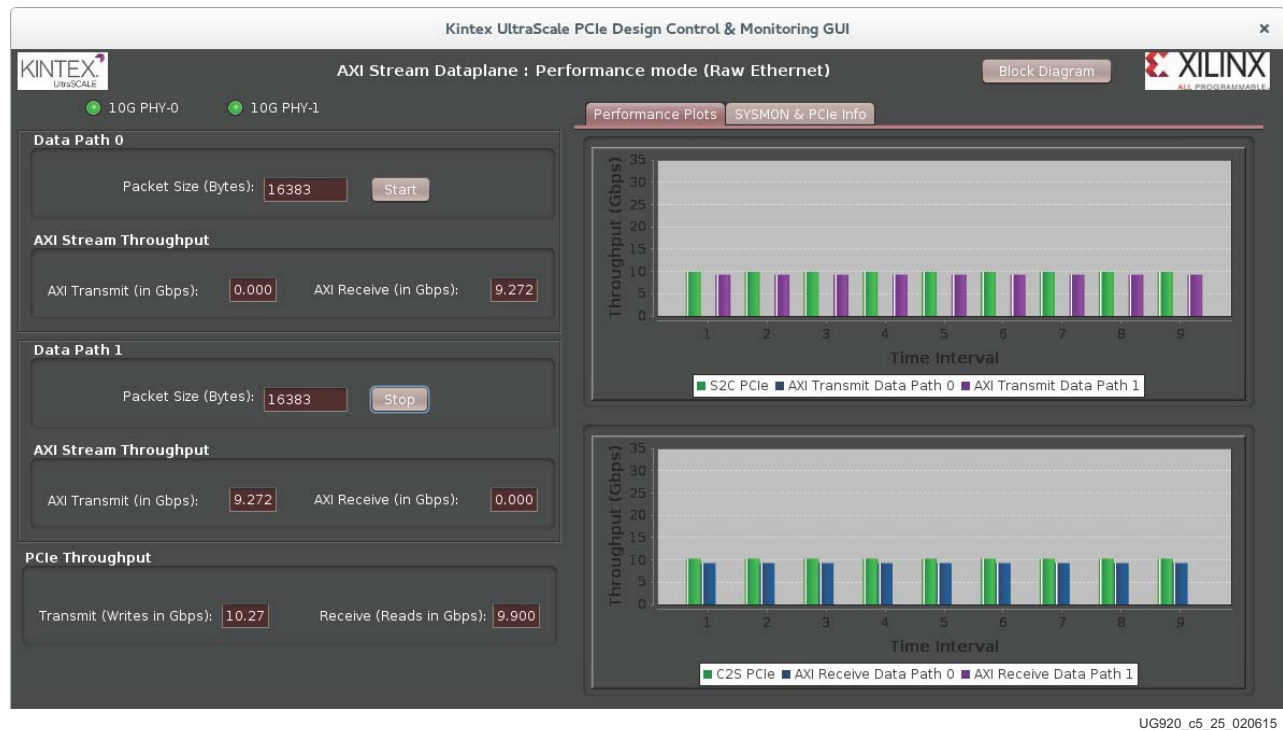 Kintex UltraScale PCIe Design Control & Monitoring GUI x
KINTEX
UltraSCALE
AXI Stream Dataplane : Performance mode (Raw Ethernet)
Block Diagram
XILINX
ALL PROGRAMMABLE
10G PHY-0 10G PHY-1
Data Path 0
Packet Size (Bytes): 16383 Start
AXI Stream Throughput
AXI Transmit (in Gbps): 0.000 AXI Receive (in Gbps): 9.272
Data Path 1
Packet Size (Bytes): 16383 Stop
AXI Stream Throughput
AXI Transmit (in Gbps): 9.272 AXI Receive (in Gbps): 0.000
PCIe Throughput
Transmit (Writes in Gbps): 10.27 Receive (Reads in Gbps): 9.900
Performance Plots SYSMON & PCIe Info
Throughput (Gbps)
35
30
25
20
15
10
5
0
1 2 3 4 5 6 7 8 9
Time Interval
S2C PCIe AXI Transmit Data Path 0 AXI Transmit Data Path 1
Throughput (Gbps)
35
30
25
20
15
10
5
0
1 2 3 4 5 6 7 8 9
Time Interval
C2S PCIe AXI Receive Data Path 0 AXI Receive Data Path 1
UG920_c5_25_020615